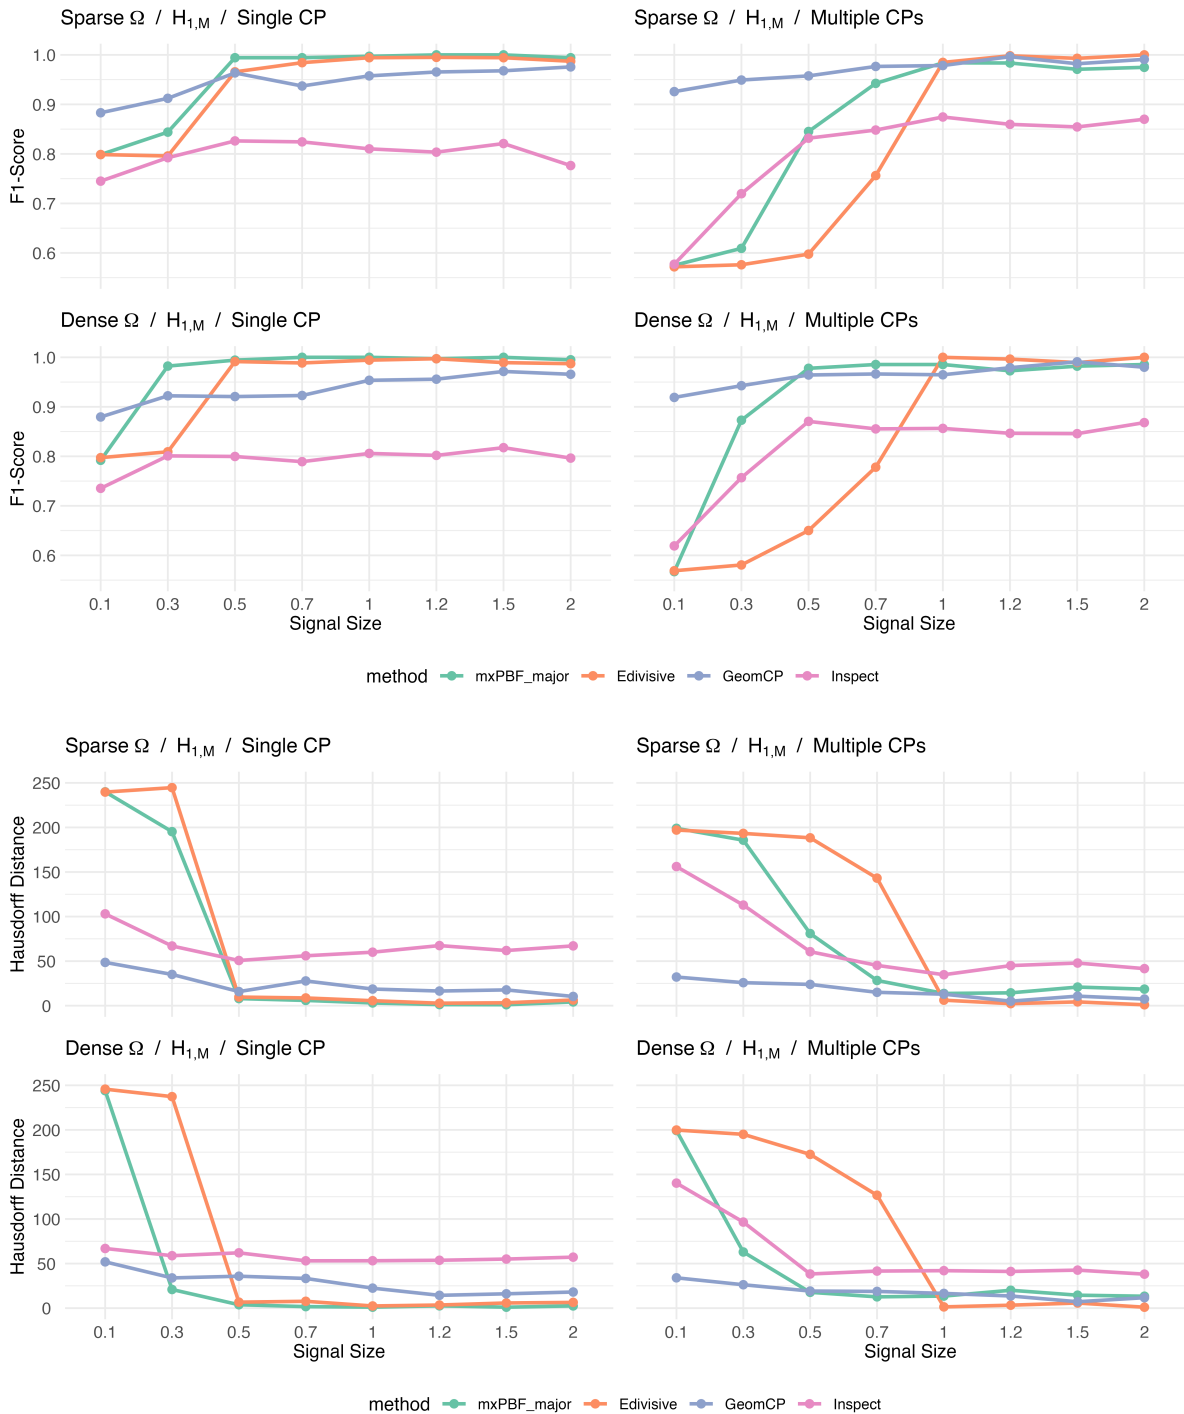 Sparse Ω / H1,M / Single CP
Sparse Ω / H1,M / Multiple CPs
F1-Score
1.0
0.9
0.8
0.7
0.6
Dense Ω / H1,M / Single CP
Dense Ω / H1,M / Multiple CPs
F1-Score
1.0
0.9
0.8
0.7
0.6
0.1 0.3 0.5 0.7 1 1.2 1.5 2
0.1 0.3 0.5 0.7 1 1.2 1.5 2
Signal Size
Signal Size
method mxPBF_major Edivisive GeomCP Inspect
Sparse Ω / H1,M / Single CP
Sparse Ω / H1,M / Multiple CPs
Hausdorff Distance
250
200
150
100
50
0
Dense Ω / H1,M / Single CP
Dense Ω / H1,M / Multiple CPs
Hausdorff Distance
250
200
150
100
50
0
0.1 0.3 0.5 0.7 1 1.2 1.5 2
0.1 0.3 0.5 0.7 1 1.2 1.5 2
Signal Size
Signal Size
method mxPBF_major Edivisive GeomCP Inspect